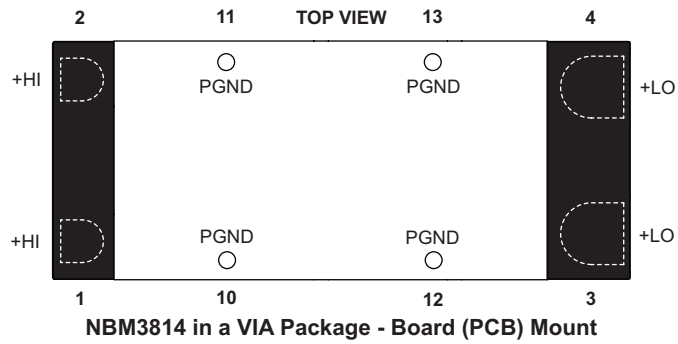 2 11 TOP VIEW 13 4
+HI PGND PGND +LO
+HI PGND PGND +LO
1 10 12 3
NBM3814 in a VIA Package - Board (PCB) Mount